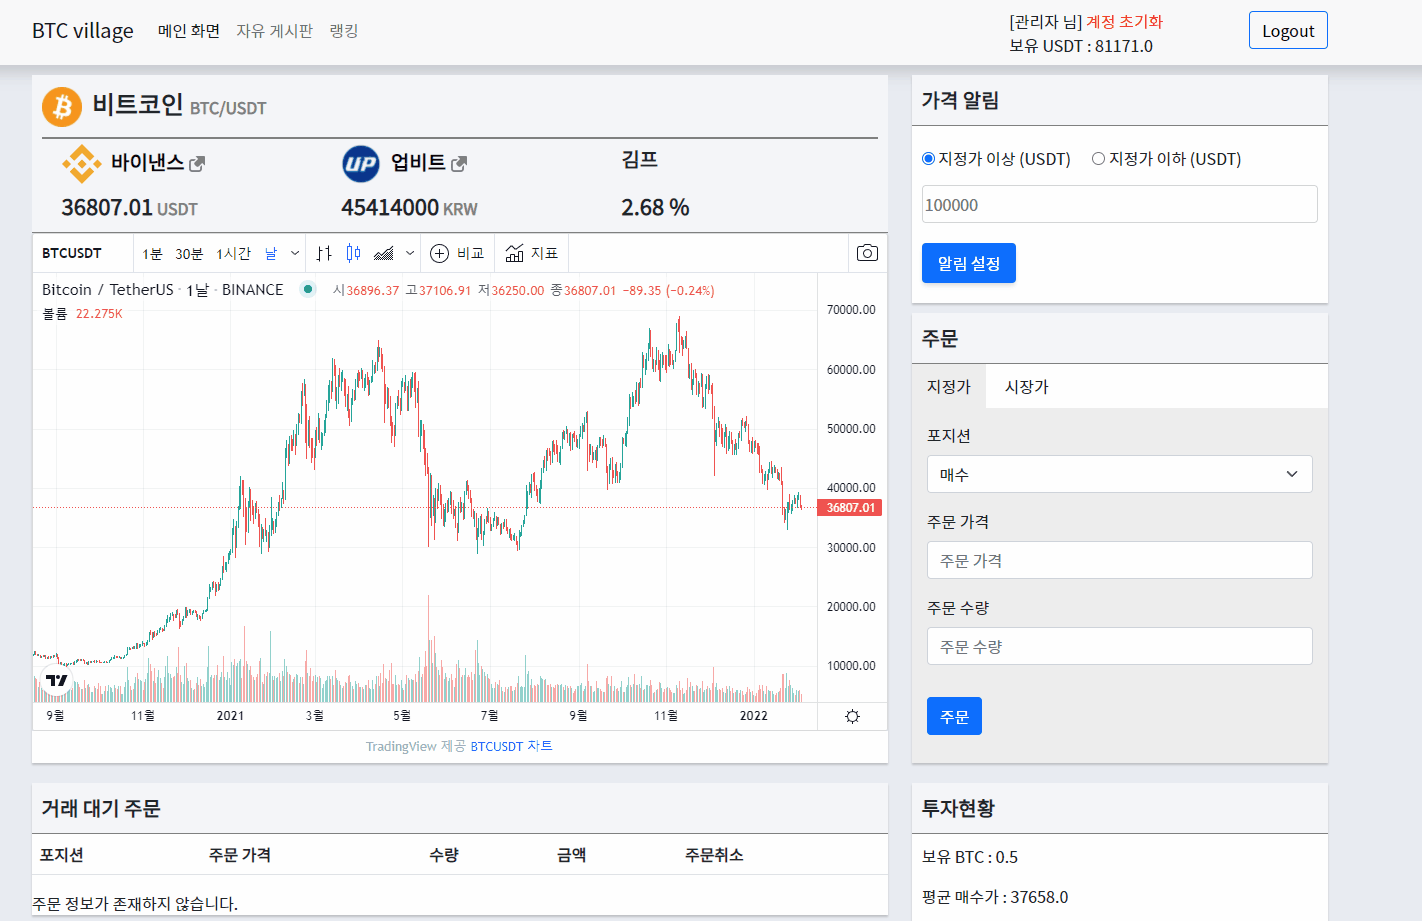 BTC village 메인 화면 자유 게시판 랭킹
[관리자 님] 계정 초기화
보유 USDT : 81171.0
Logout
비트코인 BTC/USDT
바이낸스 업비트 김프
36807.01 USDT 45414000 KRW 2.68 %
BTCUSDT 1분 30분 1시간 날 비교 지표
Bitcoin / TetherUS · 1날 · BINANCE 시36896.37 고37106.91 저36250.00 종36807.01 −89.35 (−0.24%)
볼륨 22.275K
70000.00
60000.00
50000.00
40000.00
36807.01
30000.00
20000.00
10000.00
9월 11월 2021 3월 5월 7월 9월 11월 2022
TradingView 제공 BTCUSDT 차트
거래 대기 주문
포지션 주문 가격 수량 금액 주문취소
주문 정보가 존재하지 않습니다.
가격 알림
지정가 이상 (USDT) 지정가 이하 (USDT)
100000
알림 설정
주문
지정가 시장가
포지션
매수
주문 가격
주문 가격
주문 수량
주문 수량
주문
투자현황
보유 BTC : 0.5
평균 매수가 : 37658.0